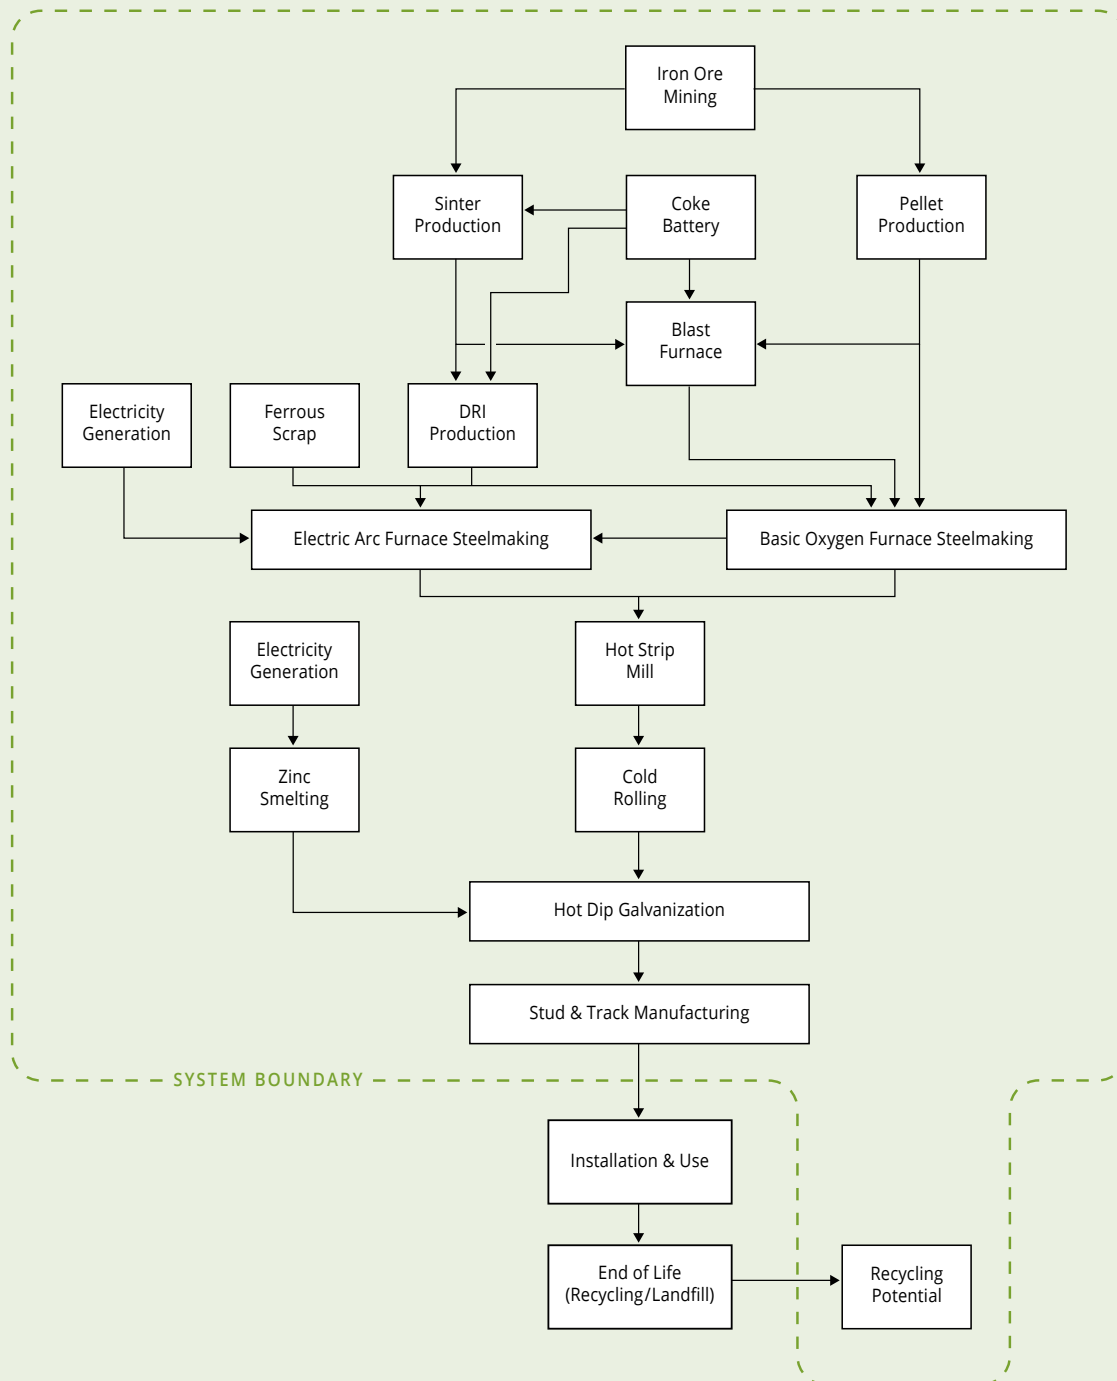 Iron Ore
Mining
Sinter
Production
Coke
Battery
Pellet
Production
Blast
Furnace
Electricity
Generation
Ferrous
Scrap
DRI
Production
Electric Arc Furnace Steelmaking
Basic Oxygen Furnace Steelmaking
Electricity
Generation
Hot Strip
Mill
Zinc
Smelting
Cold
Rolling
Hot Dip Galvanization
Stud & Track Manufacturing
SYSTEM BOUNDARY
Installation & Use
End of Life
(Recycling/Landfill)
Recycling
Potential